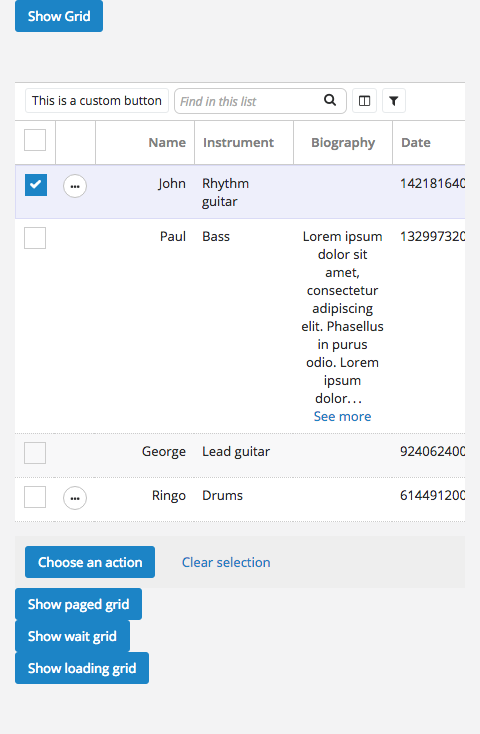 Show Grid
This is a custom button Find in this list
Name Instrument Biography Date
John Rhythm guitar 142181640
Paul Bass Lorem ipsum 132997320
dolor sit
amet,
consectetur
adipiscing
elit. Phasellus
in purus
odio. Lorem
ipsum
dolor...
See more
George Lead guitar 924062400
Ringo Drums 614491200
Choose an action Clear selection
Show paged grid
Show wait grid
Show loading grid